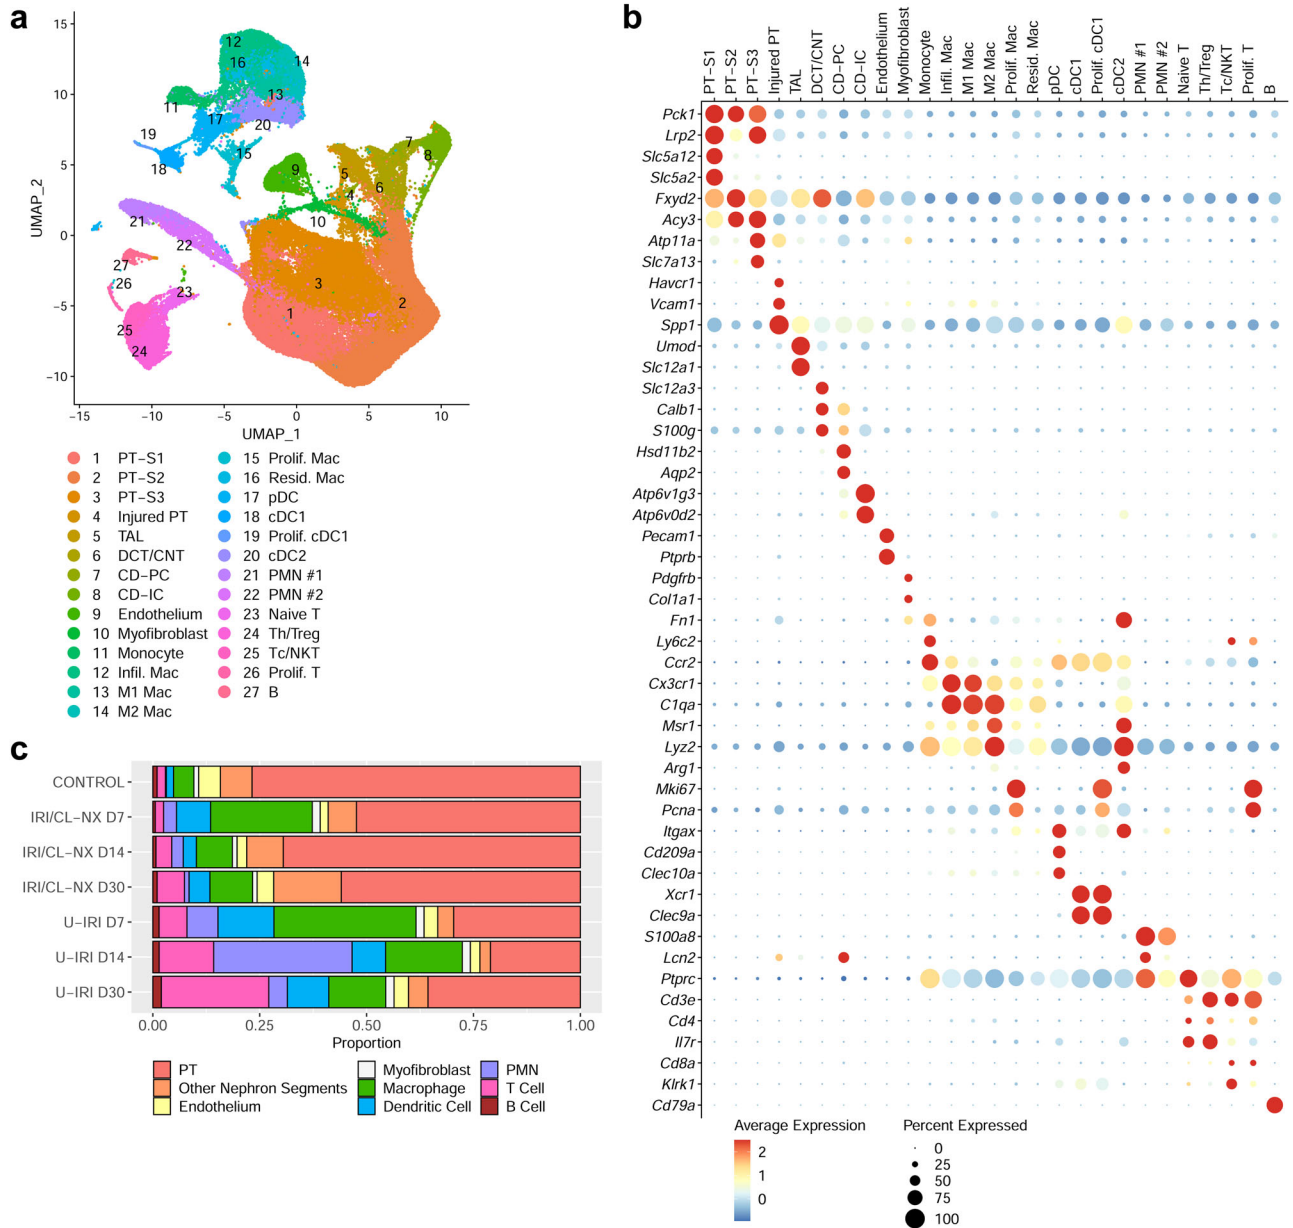 a
15
10
5
0
−5
−10
−15
−10
−5
0
5
10
UMAP_2
UMAP_1
12
16
14
13
11
17
20
19
18
15
9
5
7
8
6
4
10
21
22
3
2
1
27
26
23
25
24
1 PT−S1
2 PT−S2
3 PT−S3
4 Injured PT
5 TAL
6 DCT/CNT
7 CD−PC
8 CD−IC
9 Endothelium
10 Myofibroblast
11 Monocyte
12 Infil. Mac
13 M1 Mac
14 M2 Mac
15 Prolif. Mac
16 Resid. Mac
17 pDC
18 cDC1
19 Prolif. cDC1
20 cDC2
21 PMN #1
22 PMN #2
23 Naive T
24 Th/Treg
25 Tc/NKT
26 Prolif. T
27 B
b
PT−S1
PT−S2
PT−S3
Injured PT
TAL
DCT/CNT
CD−PC
CD−IC
Endothelium
Myofibroblast
Monocyte
Infil. Mac
M1 Mac
M2 Mac
Prolif. Mac
Resid. Mac
pDC
cDC1
Prolif. cDC1
cDC2
PMN #1
PMN #2
Naive T
Th/Treg
Tc/NKT
Prolif. T
B
Pck1
Lrp2
Slc5a12
Slc5a2
Fxyd2
Acy3
Atp11a
Slc7a13
Havcr1
Vcam1
Spp1
Umod
Slc12a1
Slc12a3
Calb1
S100g
Hsd11b2
Aqp2
Atp6v1g3
Atp6v0d2
Pecam1
Ptprb
Pdgfrb
Col1a1
Fn1
Ly6c2
Ccr2
Cx3cr1
C1qa
Msr1
Lyz2
Arg1
Mki67
Pcna
Itgax
Cd209a
Clec10a
Xcr1
Clec9a
S100a8
Lcn2
Ptprc
Cd3e
Cd4
Il7r
Cd8a
Klrk1
Cd79a
Average Expression
2
1
0
Percent Expressed
0
25
50
75
100
c
CONTROL
IRI/CL−NX D7
IRI/CL−NX D14
IRI/CL−NX D30
U−IRI D7
U−IRI D14
U−IRI D30
0.00
0.25
0.50
0.75
1.00
Proportion
PT
Other Nephron Segments
Endothelium
Myofibroblast
Macrophage
Dendritic Cell
PMN
T Cell
B Cell